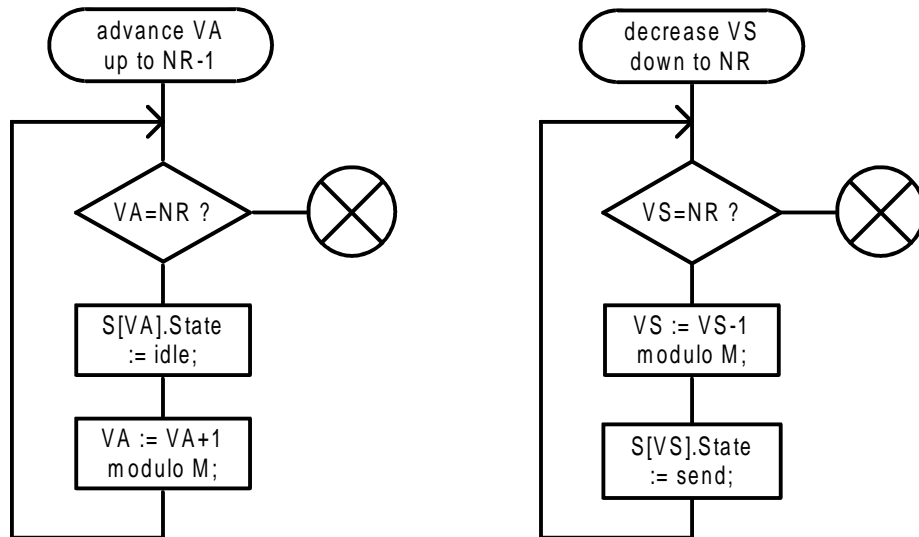 advance VA
up to NR-1
VA=NR ?
S[VA].State
:= idle;
VA := VA+1
modulo M;
decrease VS
down to NR
VS=NR ?
VS := VS-1
modulo M;
S[VS].State
:= send;